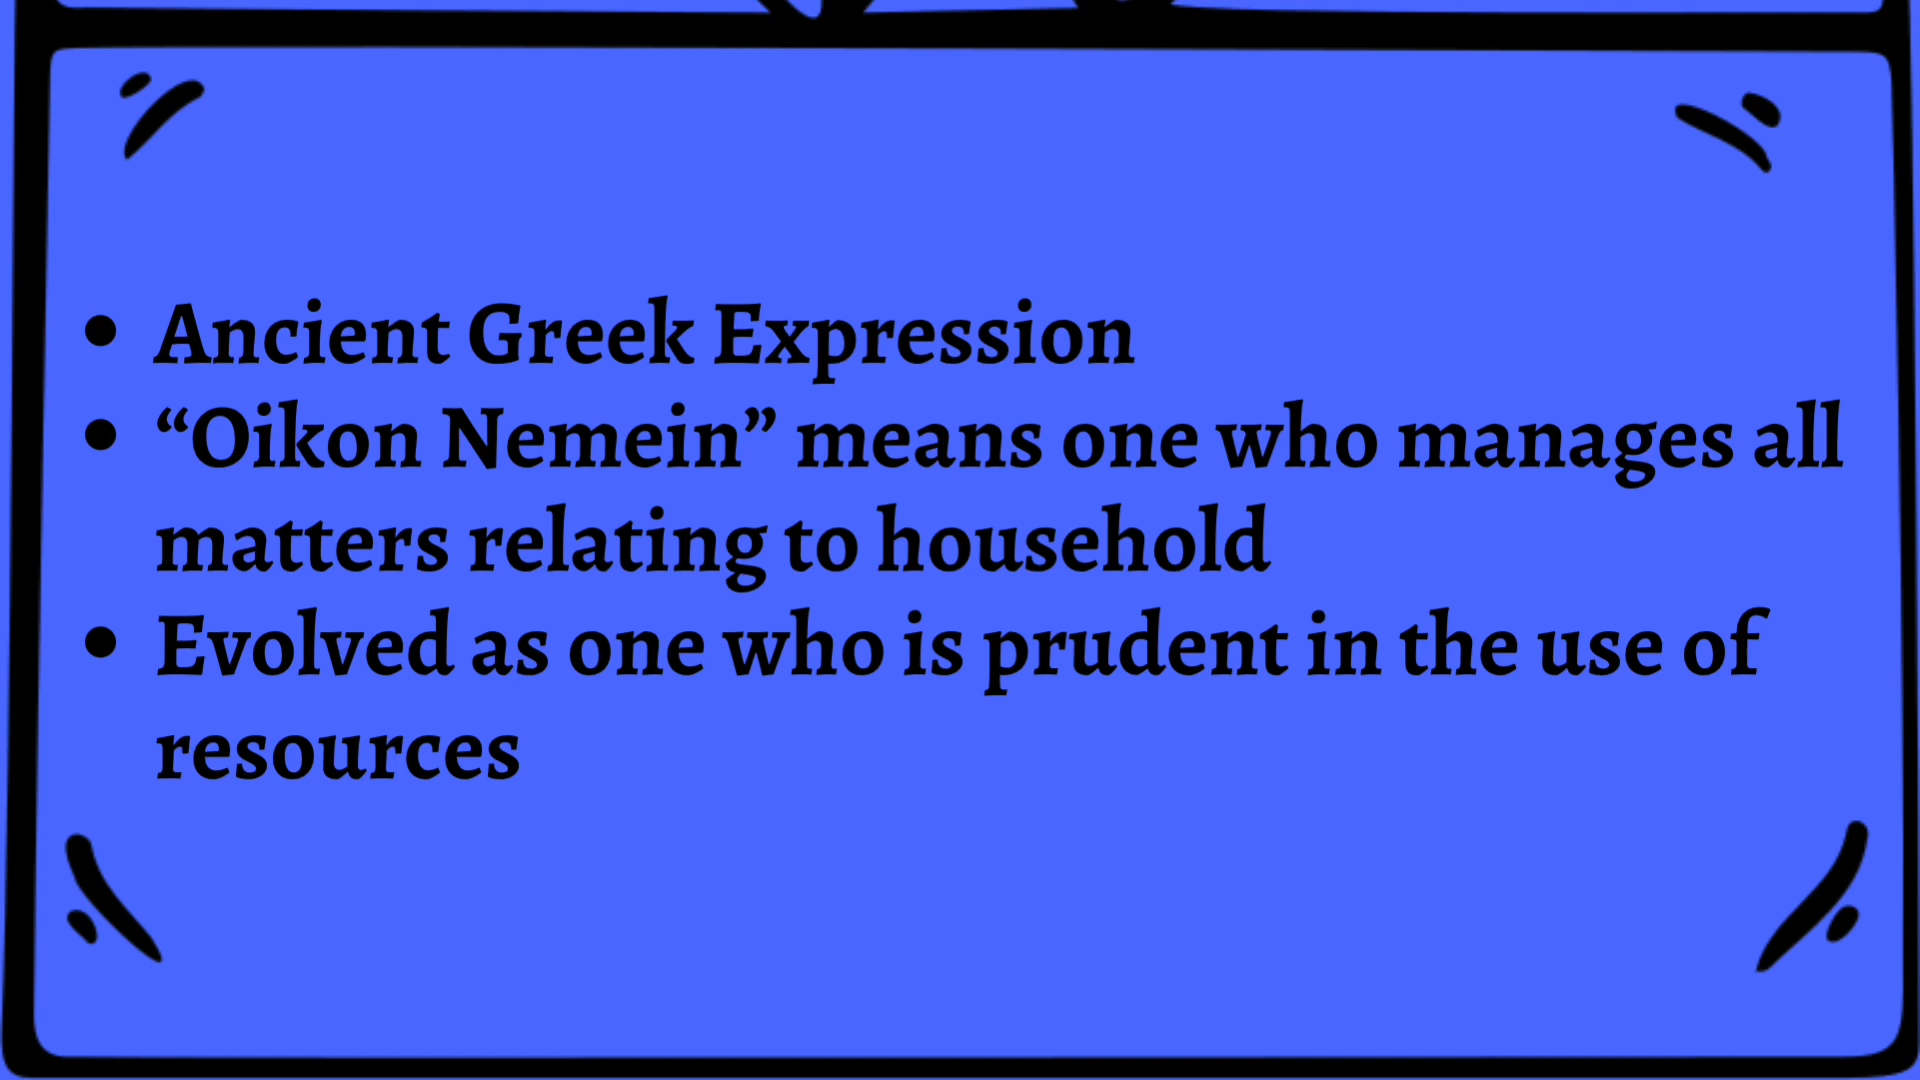 • Ancient Greek Expression
• “Oikon Nemein” means one who manages all
matters relating to household
• Evolved as one who is prudent in the use of
resources